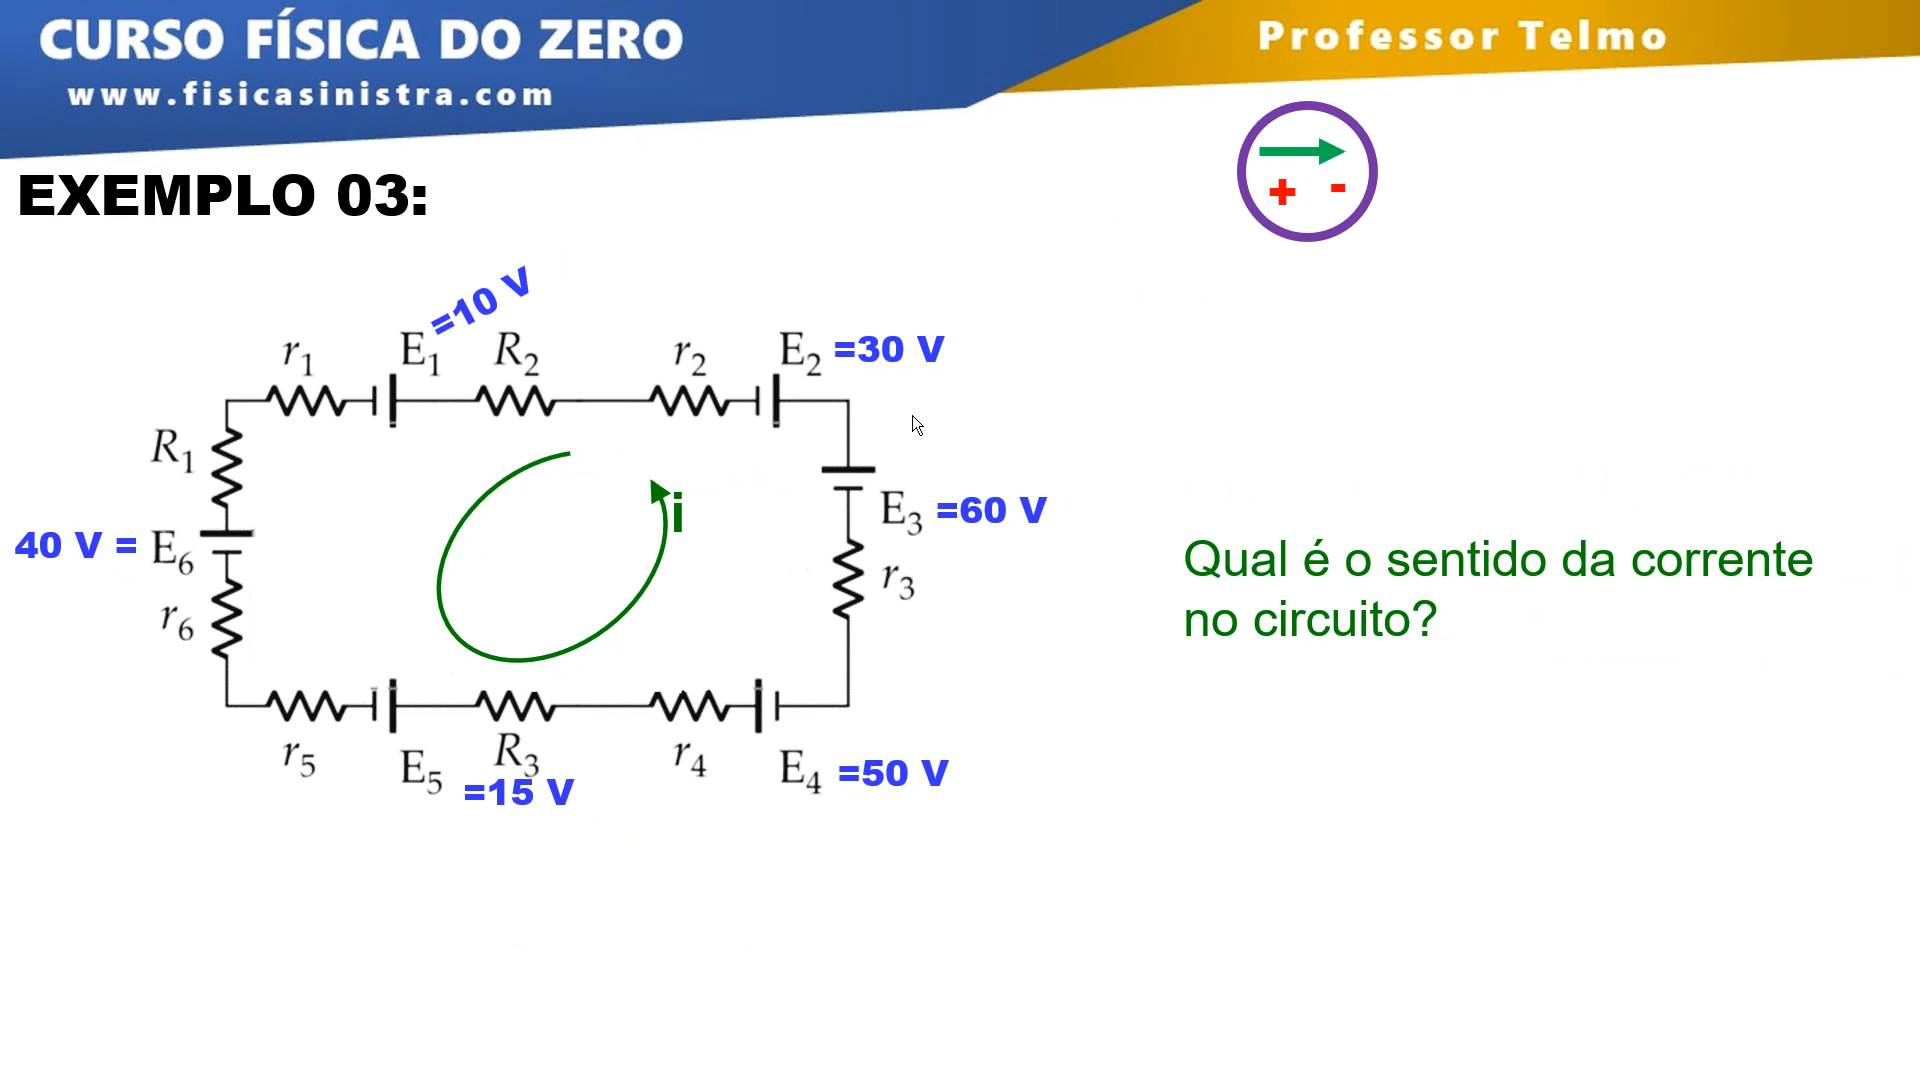 CURSO FÍSICA DO ZERO
www.fisicasinistra.com
Professor Telmo
+ -
EXEMPLO 03:
=10 V
r1 E1 R2 r2 E2 =30 V
R1
40 V = E6
E3 =60 V
i
r6
r3
r5 E5 R3 r4 E4 =50 V
=15 V
Qual é o sentido da corrente
no circuito?